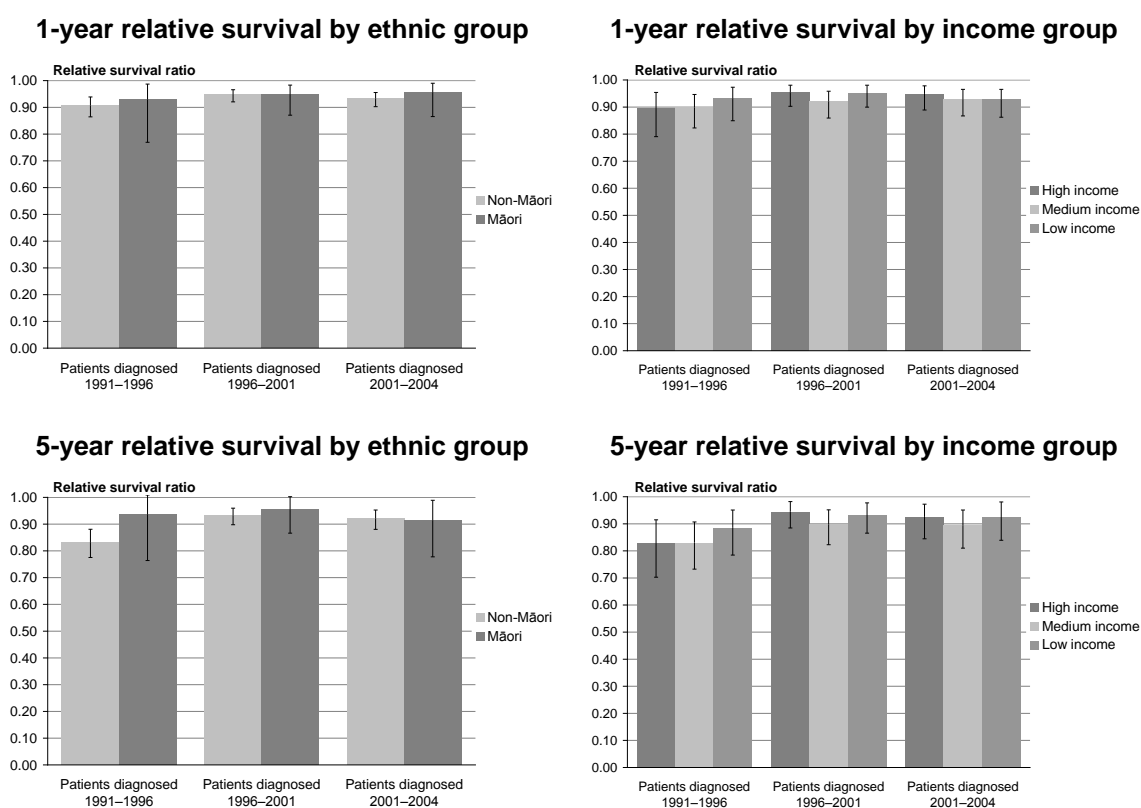 1-year relative survival by ethnic group
Relative survival ratio
1.00
0.90
0.80
0.70
0.60
0.50
0.40
0.30
0.20
0.10
0.00
Non-Māori
Māori
Patients diagnosed
1991–1996
Patients diagnosed
1996–2001
Patients diagnosed
2001–2004
1-year relative survival by income group
Relative survival ratio
1.00
0.90
0.80
0.70
0.60
0.50
0.40
0.30
0.20
0.10
0.00
High income
Medium income
Low income
Patients diagnosed
1991–1996
Patients diagnosed
1996–2001
Patients diagnosed
2001–2004
5-year relative survival by ethnic group
Relative survival ratio
1.00
0.90
0.80
0.70
0.60
0.50
0.40
0.30
0.20
0.10
0.00
Non-Māori
Māori
Patients diagnosed
1991–1996
Patients diagnosed
1996–2001
Patients diagnosed
2001–2004
5-year relative survival by income group
Relative survival ratio
1.00
0.90
0.80
0.70
0.60
0.50
0.40
0.30
0.20
0.10
0.00
High income
Medium income
Low income
Patients diagnosed
1991–1996
Patients diagnosed
1996–2001
Patients diagnosed
2001–2004